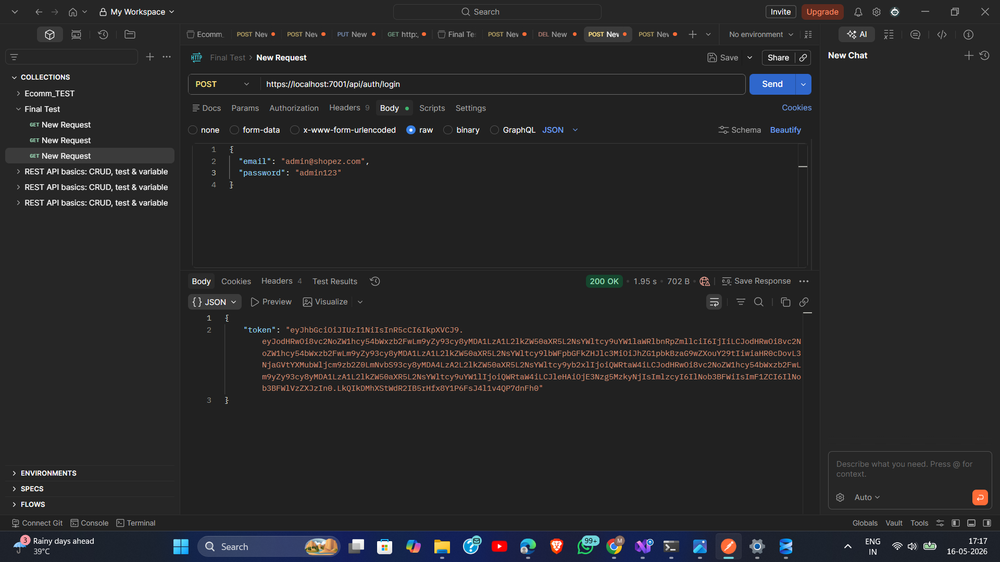 My Workspace
Search
Invite
Upgrade
Ecomm_
POST Nev
POST Nev
PUT New
GET http:,
Final Te
POST Nev
DEL New
POST Nev
POST Nev
No environment
AI
HTTP Final Test > New Request
Save
Share
New Chat
COLLECTIONS
Ecomm_TEST
Final Test
GET New Request
GET New Request
GET New Request
REST API basics: CRUD, test & variable
REST API basics: CRUD, test & variable
REST API basics: CRUD, test & variable
POST
https://localhost:7001/api/auth/login
Send
Docs Params Authorization Headers 9 Body Scripts Settings
Cookies
none form-data x-www-form-urlencoded raw binary GraphQL JSON
Schema Beautify
1 {
2 "email": "admin@shopez.com",
3 "password": "admin123"
4 }
Body Cookies Headers 4 Test Results
200 OK • 1.95 s • 702 B
e.g. Save Response
{} JSON Preview Visualize
1 {
2 "token": "eyJhbGciOiJIUzI1NiIsInR5cCI6IkpXVCJ9.
eyJodHRwOi8vc2NoZW1hcy54bWxzb2FwLm9yZy93cy8yMDA1LzA1L2lkZW50aXR5L2NsYWltcy9uYW1laWRlbnRpZmllciI6IjIiLCJodHRwOi8vc2N
oZW1hcy54bWxzb2FwLm9yZy93cy8yMDA1LzA1L2lkZW50aXR5L2NsYWltcy9lbWFpbGFkZHJlc3MiOiJhZG1pbkBzaG9wZXouY29tIiwiaHR0cDovL3
NjaGVtYXMubWljcm9zb2Z0LmNvbS93cy8yMDA4LzA2L2lkZW50aXR5L2NsYWltcy9yb2xlIjoiQWRtaW4iLCJodHRwOi8vc2NoZW1hcy54bWxzb2FwL
m9yZy93cy8yMDA1LzA1L2lkZW50aXR5L2NsYWltcy9uYW1lIjoiQWRtaW4iLCJleHAiOjE3Nzg5MzkyNjIsImlzcyI6IlNob3BFWiIsImF1ZCI6IlNo
b3BFWlVzZXJzIn0.LkQIkDMhXStWdR2IB5rHfx8Y1P6FsJ4l1v4QP7dnFh0"
3 }
ENVIRONMENTS
SPECS
FLOWS
Describe what you need. Press @ for
context.
Auto
Connect Git Console Terminal
Globals Vault Tools
3
Rainy days ahead
39°C
Search
99+
M
ENG
IN
17:17
16-05-2026